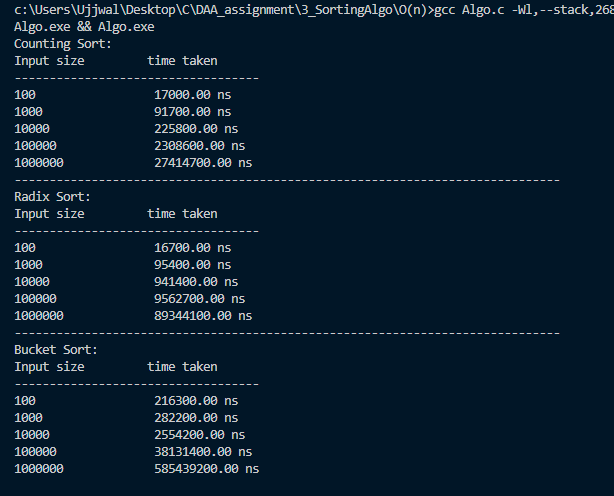 c:\Users\Ujjwal\Desktop\C\DAA_assignment\3_SortingAlgo\O(n)>gcc Algo.c -Wl,--stack,268
Algo.exe && Algo.exe
Counting Sort:
Input size         time taken
-----------------------------------
100                 17000.00 ns
1000                91700.00 ns
10000               225800.00 ns
100000              2308600.00 ns
1000000             27414700.00 ns
------------------------------------------------------------------------------
Radix Sort:
Input size         time taken
-----------------------------------
100                 16700.00 ns
1000                95400.00 ns
10000               941400.00 ns
100000              9562700.00 ns
1000000             89344100.00 ns
------------------------------------------------------------------------------
Bucket Sort:
Input size         time taken
-----------------------------------
100                 216300.00 ns
1000                282200.00 ns
10000               2554200.00 ns
100000              38131400.00 ns
1000000             585439200.00 ns